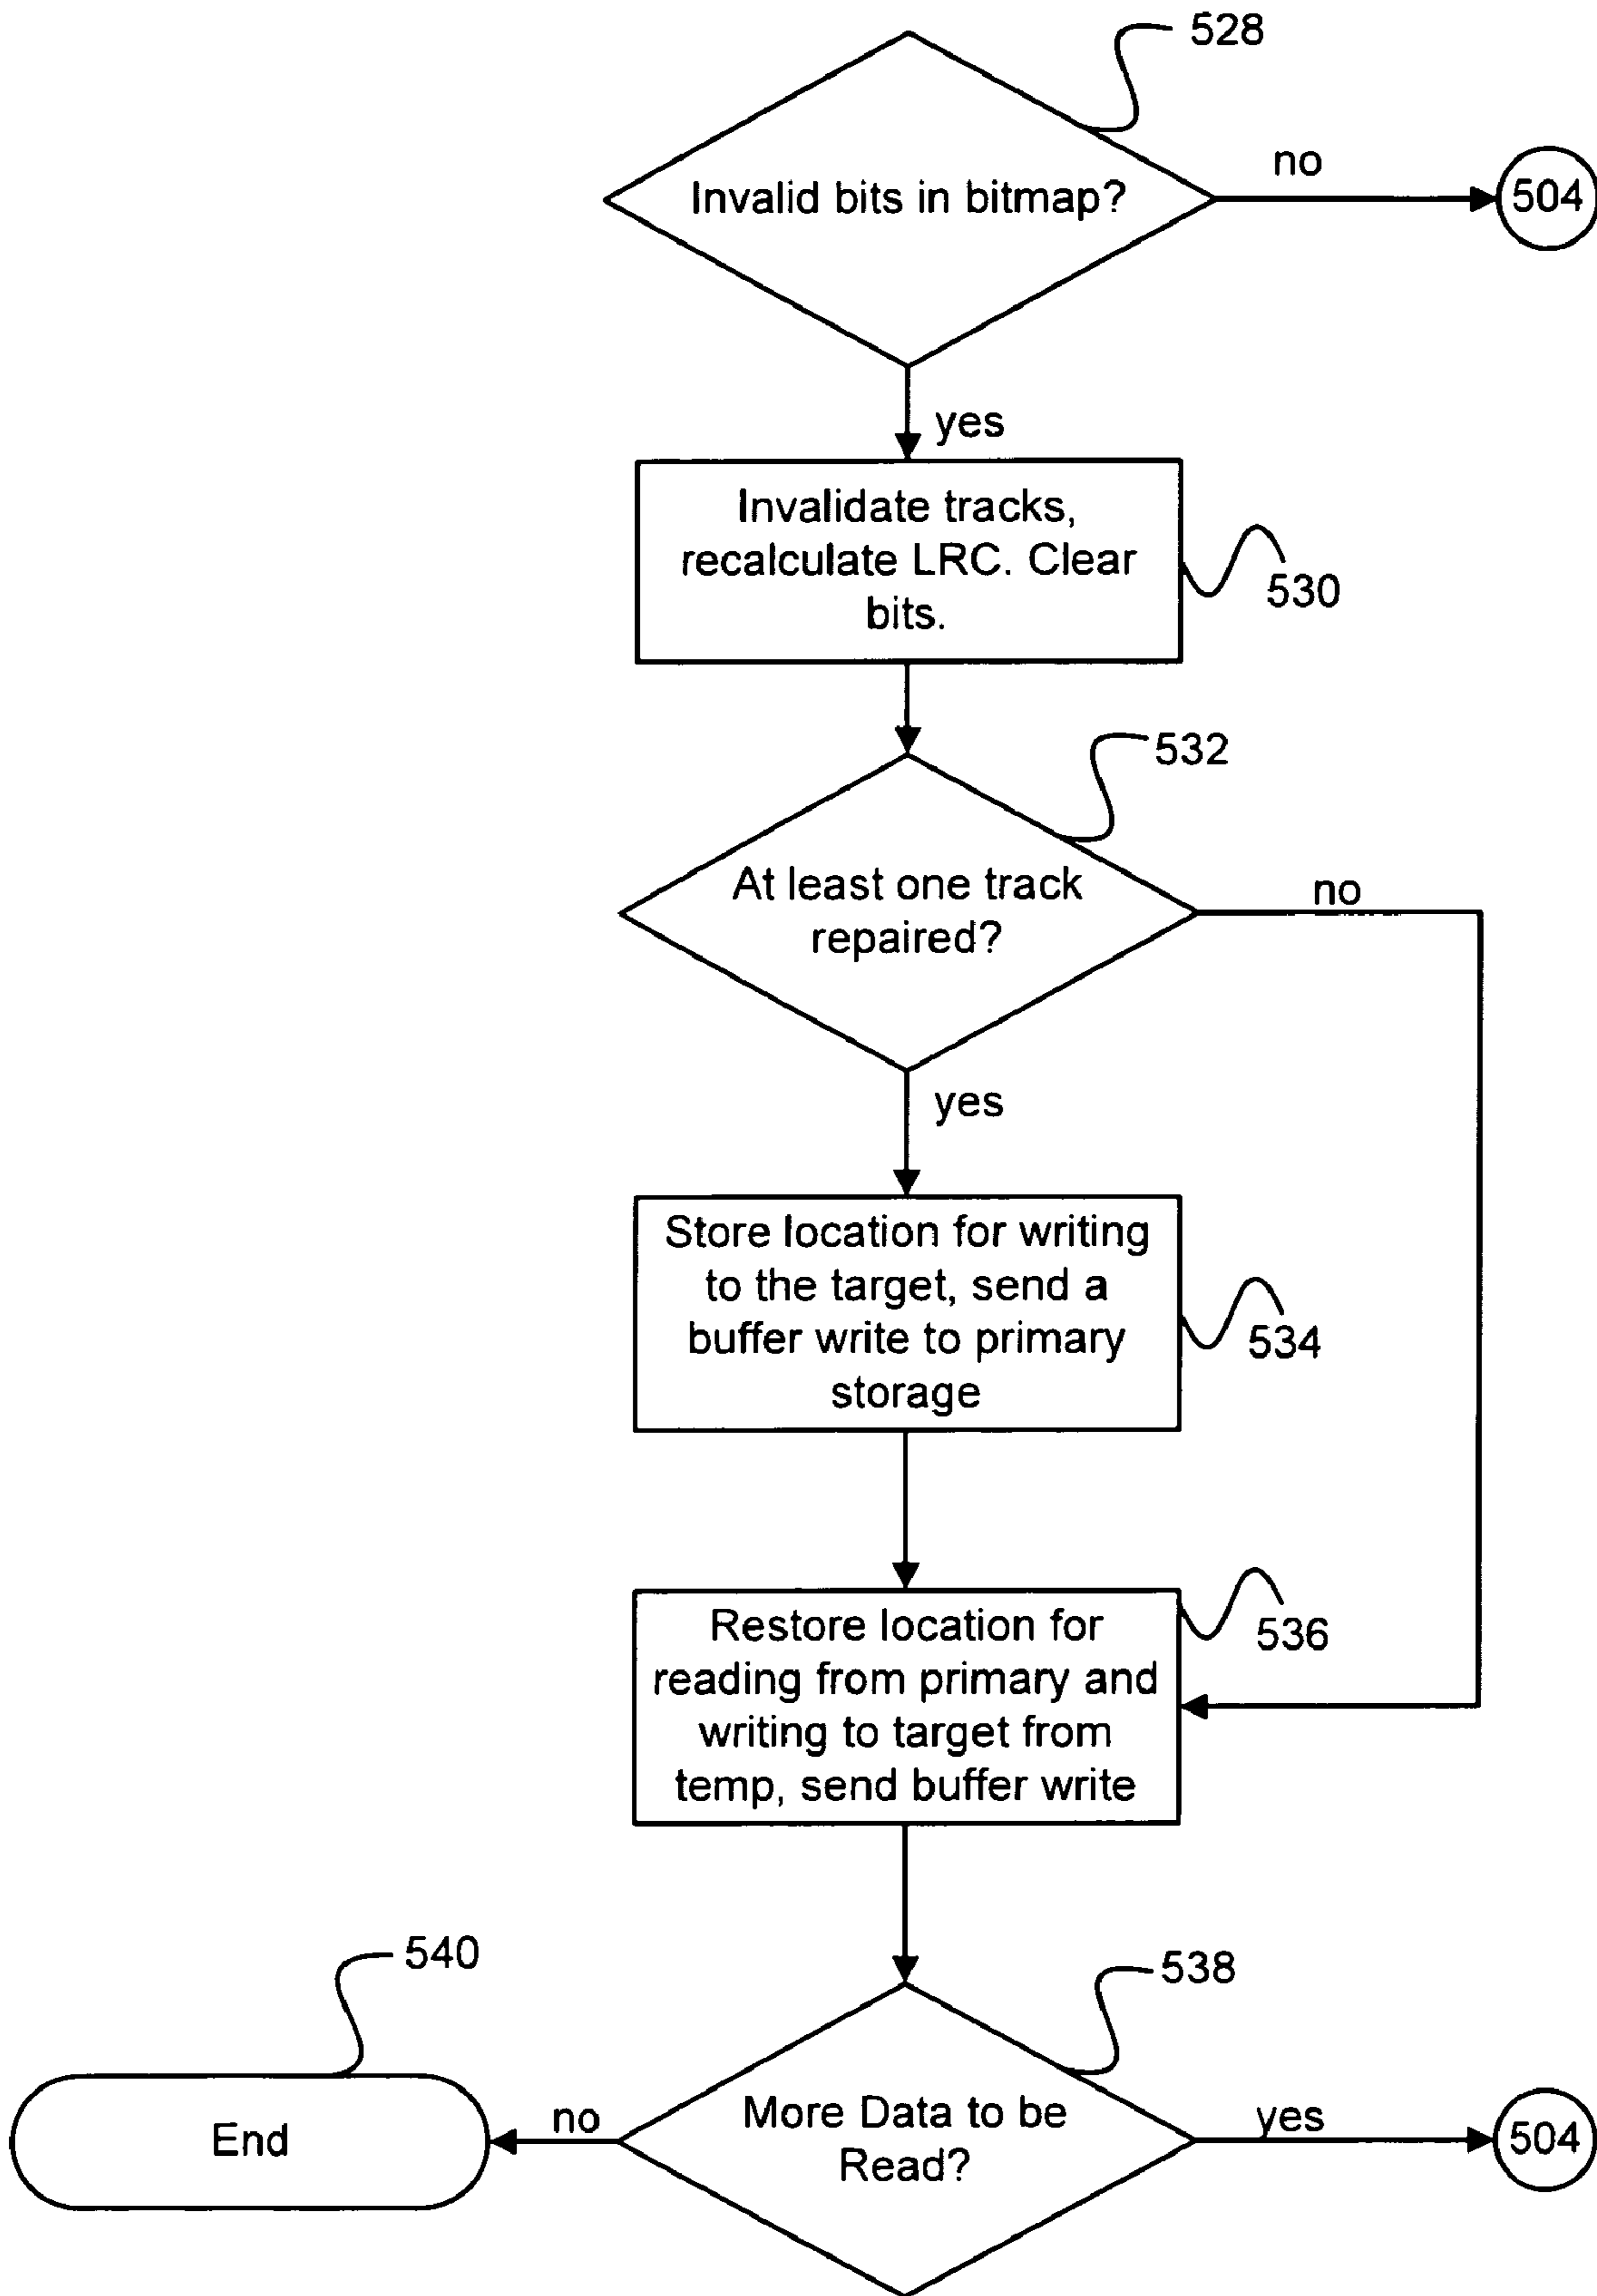 528
Invalid bits in bitmap?
no
504
yes
Invalidate tracks,
recalculate LRC. Clear
bits.
530
532
At least one track
repaired?
no
yes
Store location for writing
to the target, send a
buffer write to primary
storage
534
Restore location for
reading from primary and
writing to target from
temp, send buffer write
536
540
538
End
no
More Data to be
Read?
yes
504